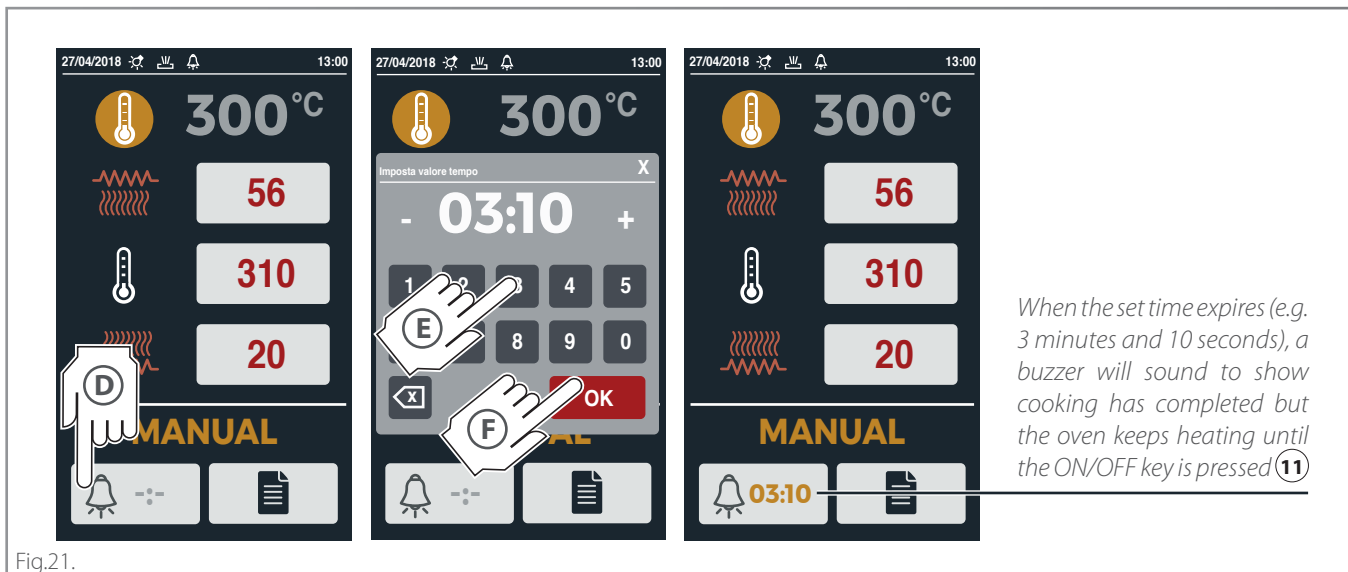 27/04/2018 13:00
300°C
56
310
20
D
MANUAL
-:-
27/04/2018 13:00
300°C
Imposta valore tempo X
- 03:10 +
1 2 3 4 5
8 9 0
E
X OK
F
AL
-:-
27/04/2018 13:00
300°C
56
310
20
MANUAL
03:10
When the set time expires (e.g.
3 minutes and 10 seconds), a
buzzer will sound to show
cooking has completed but
the oven keeps heating until
the ON/OFF key is pressed 11
Fig.21.